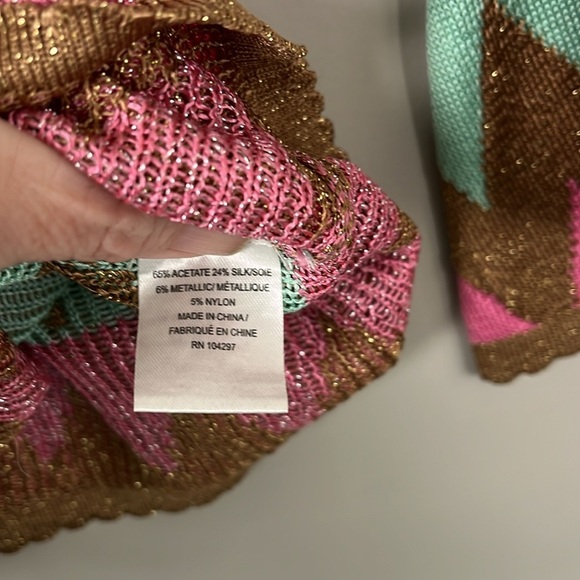 65% ACETATE 24% SILK/SOIE
6% METALLIC/ MÉTALLIQUE
5% NYLON
MADE IN CHINA /
FABRIQUÉ EN CHINE
RN 104297